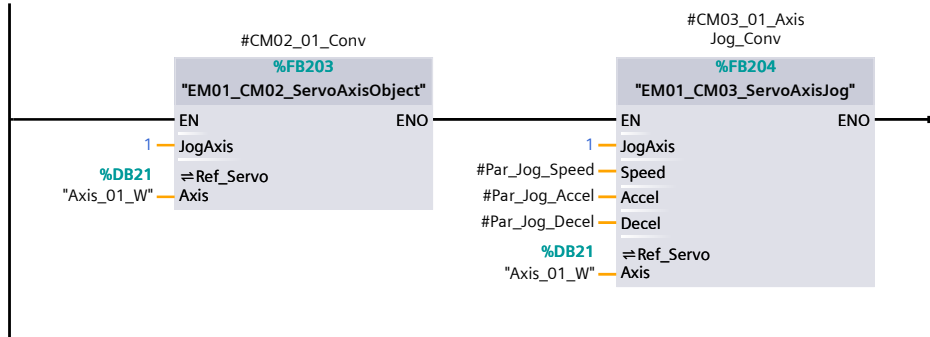 #CM02_01_Conv
%FB203
"EM01_CM02_ServoAxisObject"
EN
ENO
1
JogAxis
%DB21
"Axis_01_W"
⇌Ref_Servo
Axis
#CM03_01_Axis
Jog_Conv
%FB204
"EM01_CM03_ServoAxisJog"
EN
ENO
1
JogAxis
#Par_Jog_Speed
Speed
#Par_Jog_Accel
Accel
#Par_Jog_Decel
Decel
%DB21
"Axis_01_W"
⇌Ref_Servo
Axis